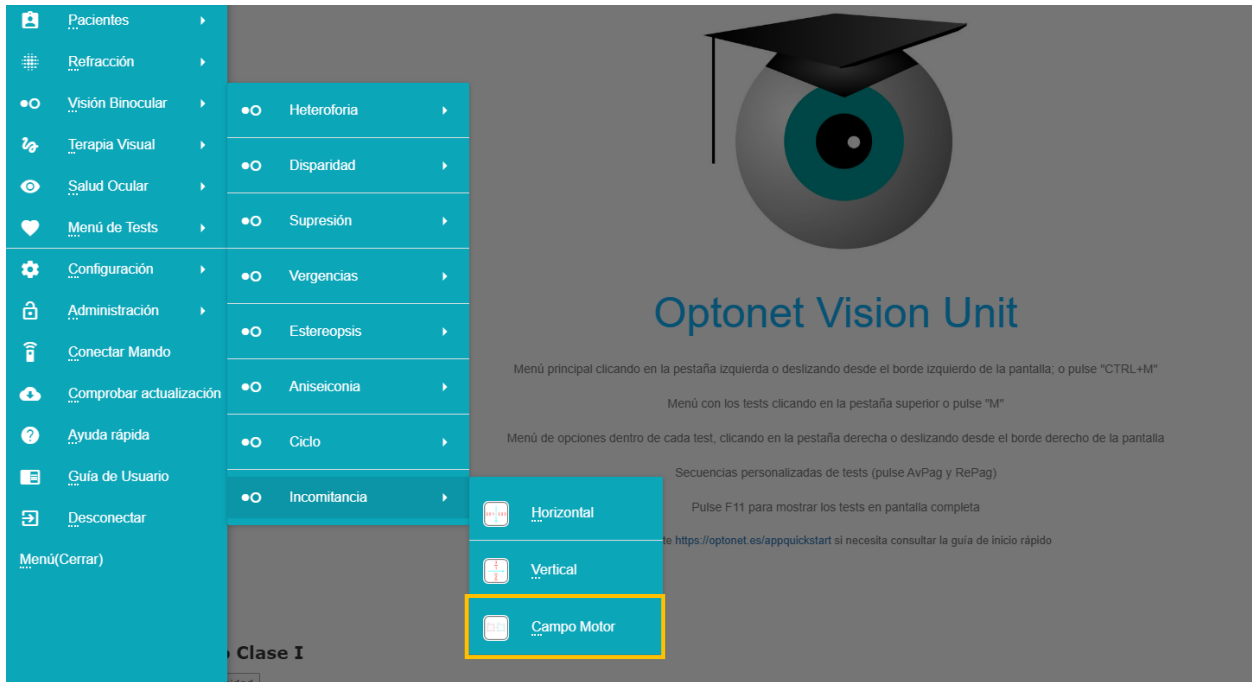 Pacientes
Refracción
Visión Binocular
Terapia Visual
Salud Ocular
Menú de Tests
Configuración
Administración
Conectar Mando
Comprobar actualización
Ayuda rápida
Guía de Usuario
Desconectar
Menú(Cerrar)
Heteroforia
Disparidad
Supresión
Vergencias
Estereopsis
Aniseiconia
Ciclo
Incomitancia
Horizontal
Vertical
Campo Motor
Optonet Vision Unit
Menú principal clicando en la pestaña izquierda o deslizando desde el borde izquierdo de la pantalla; o pulse "CTRL+M"
Menú con los tests clicando en la pestaña superior o pulse "M"
Menú de opciones dentro de cada test, clicando en la pestaña derecha o deslizando desde el borde derecho de la pantalla
Secuencias personalizadas de tests (pulse AvPag y RePag)
Pulse F11 para mostrar los tests en pantalla completa
https://optonet.es/appquickstart si necesita consultar la guía de inicio rápido
Clase I